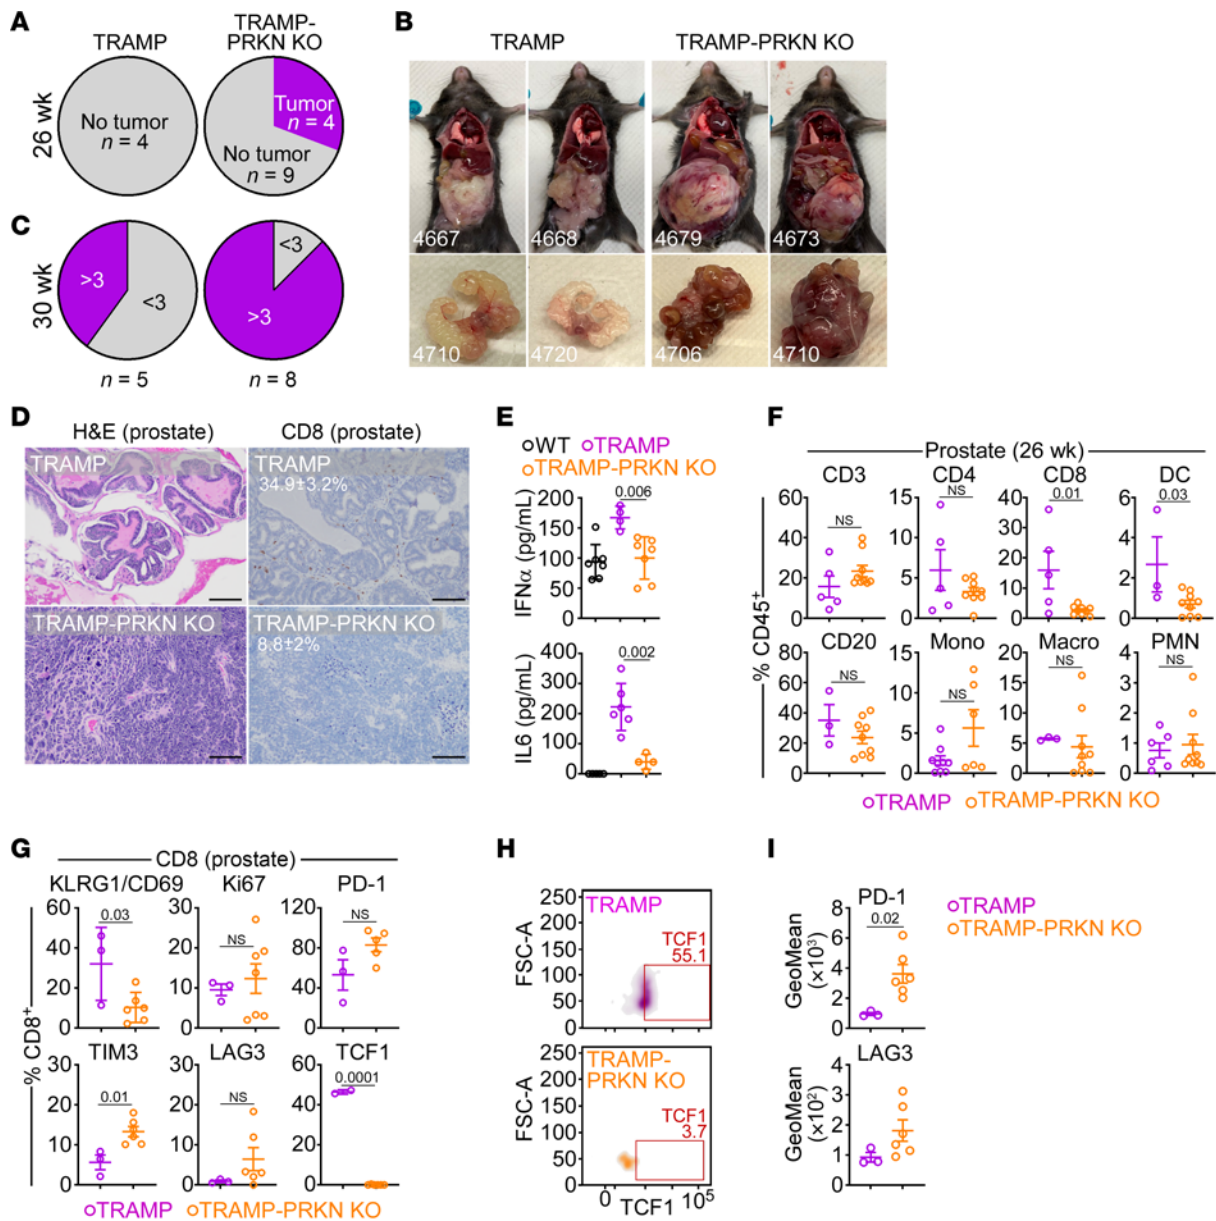 A
TRAMP
TRAMP-
PRKN KO
26 wk
No tumor
n = 4
Tumor
n = 4
No tumor
n = 9
C
30 wk
>3
<3
<3
>3
n = 5
n = 8
B
TRAMP
TRAMP-PRKN KO
4667
4668
4679
4673
4710
4720
4706
4710
D
H&E (prostate)
CD8 (prostate)
TRAMP
TRAMP
34.9±3.2%
TRAMP-PRKN KO
TRAMP-PRKN KO
8.8±2%
E
WT TRAMP
TRAMP-PRKN KO
IFNα (pg/mL)
200
150
100
50
0
0.006
IL6 (pg/mL)
400
300
200
100
0
0.002
F
Prostate (26 wk)
% CD45+
CD3
60
40
20
0
NS
CD4
15
10
5
0
NS
CD8
40
30
20
10
0
0.01
DC
6
4
2
0
0.03
CD20
80
60
40
20
0
NS
Mono
15
10
5
0
NS
Macro
20
15
10
5
0
NS
PMN
4
3
2
1
0
NS
TRAMP TRAMP-PRKN KO
G
CD8 (prostate)
% CD8+
KLRG1/CD69
60
40
20
0
0.03
Ki67
30
20
10
0
NS
PD-1
120
80
40
0
NS
TIM3
30
20
10
0
0.01
LAG3
30
20
10
0
NS
TCF1
60
40
20
0
0.0001
TRAMP TRAMP-PRKN KO
H
FSC-A
250
200
150
100
50
0
TRAMP
TCF1
55.1
FSC-A
250
200
150
100
50
0
TRAMP-
PRKN KO
TCF1
3.7
0 TCF1 10⁵
I
PD-1
GeoMean
(×10³)
8
6
4
2
0
0.02
LAG3
GeoMean
(×10²)
4
3
2
1
0
TRAMP
TRAMP-PRKN KO